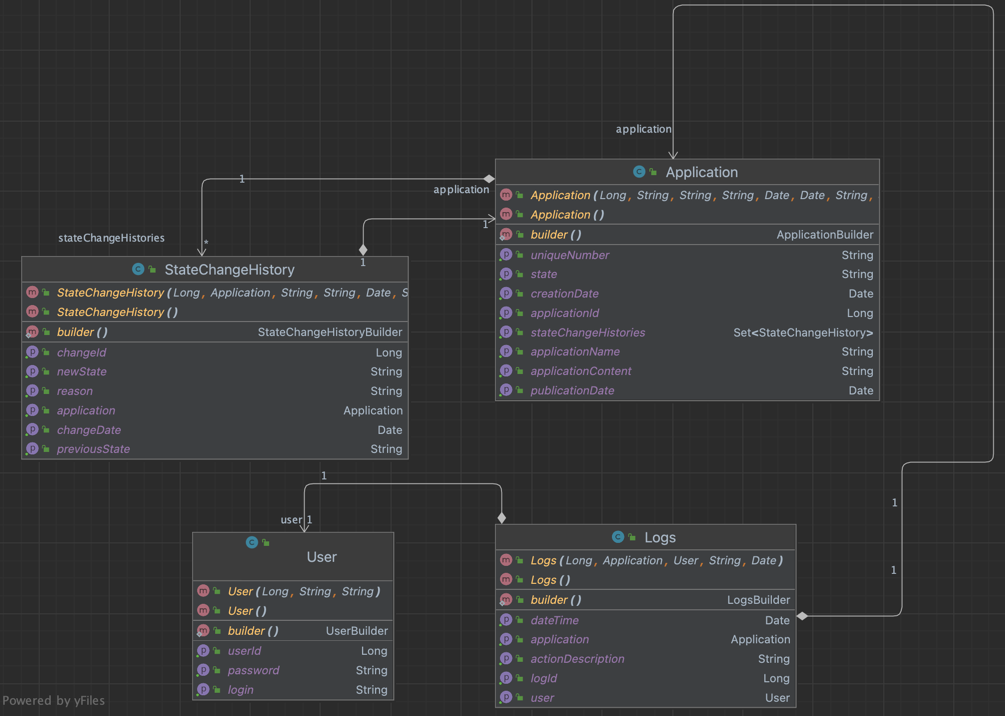 application
1
application
1
stateChangeHistories
*
1
C Application
m Application (Long, String, String, String, Date, Date, String,
m Application ()
m builder () ApplicationBuilder
p uniqueNumber String
p state String
p creationDate Date
p applicationId Long
p stateChangeHistories Set<StateChangeHistory>
p applicationName String
p applicationContent String
p publicationDate Date
C StateChangeHistory
m StateChangeHistory (Long, Application, String, String, Date, S
m StateChangeHistory ()
m builder () StateChangeHistoryBuilder
p changeId Long
p newState String
p reason String
p application Application
p changeDate Date
p previousState String
1
user 1
1
1
C User
m User (Long, String, String)
m User ()
m builder () UserBuilder
p userId Long
p password String
p login String
C Logs
m Logs (Long, Application, User, String, Date)
m Logs ()
m builder () LogsBuilder
p dateTime Date
p application Application
p actionDescription String
p logId Long
p user User
Powered by yFiles